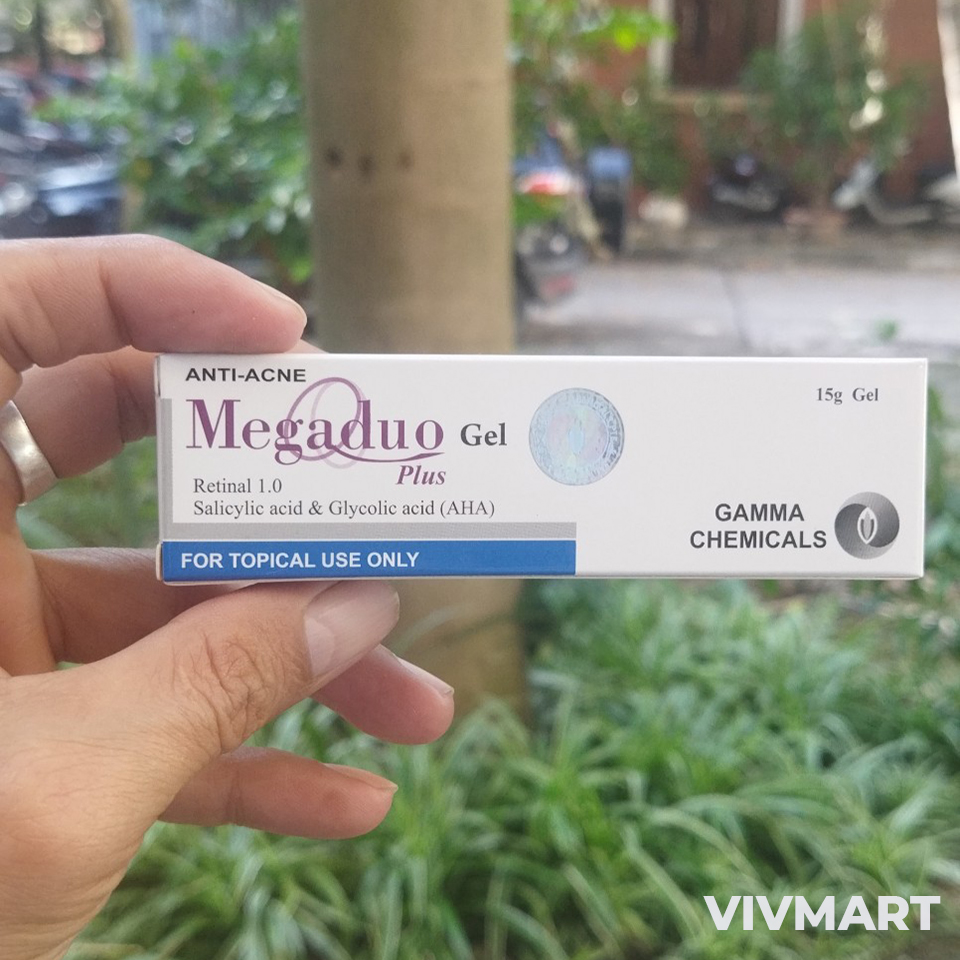 ANTI-ACNE
Megaduo Gel
Plus
Retinal 1.0
Salicylic acid & Glycolic acid (AHA)
FOR TOPICAL USE ONLY
15g Gel
GAMMA
CHEMICALS
VIVMART